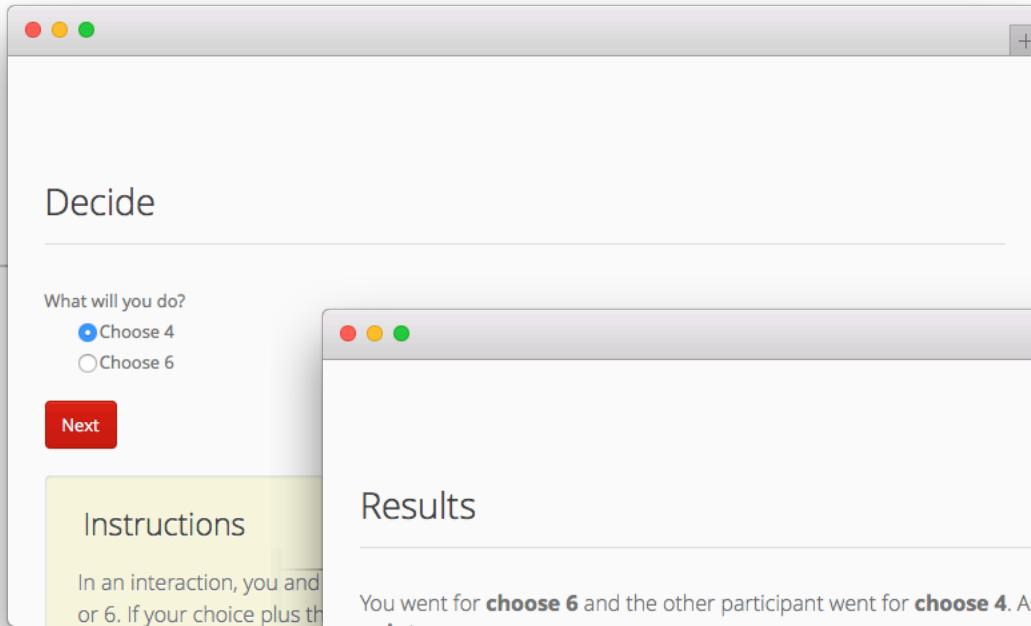 Decide
What will you do?
Choose 4
Choose 6
Next
Instructions
In an interaction, you and
or 6. If your choice plus th
Results
You went for choose 6 and the other participant went for choose 4. A